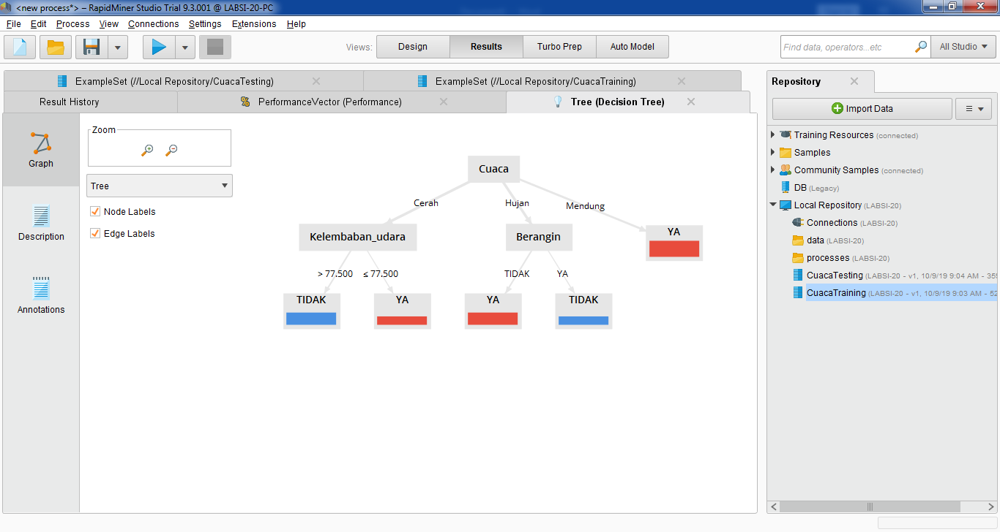 <new process*> – RapidMiner Studio Trial 9.3.001 @ LABSI-20-PC
File Edit Process View Connections Settings Extensions Help
Views: Design Results Turbo Prep Auto Model Find data, operators...etc All Studio
ExampleSet (//Local Repository/CuacaTesting) ExampleSet (//Local Repository/CuacaTraining)
Result History PerformanceVector (Performance) Tree (Decision Tree)
Graph
Description
Annotations
Zoom
Tree
Node Labels
Edge Labels
Cuaca
Cerah Hujan Mendung
Kelembaban_udara Berangin YA
> 77.500 ≤ 77.500 TIDAK YA
TIDAK YA YA TIDAK
Repository
Import Data
Training Resources (connected)
Samples
Community Samples (connected)
DB (Legacy)
Local Repository (LABSI-20)
Connections (LABSI-20)
data (LABSI-20)
processes (LABSI-20)
CuacaTesting (LABSI-20 – v1, 10/9/19 9:04 AM – 359
CuacaTraining (LABSI-20 – v1, 10/9/19 9:03 AM – 52